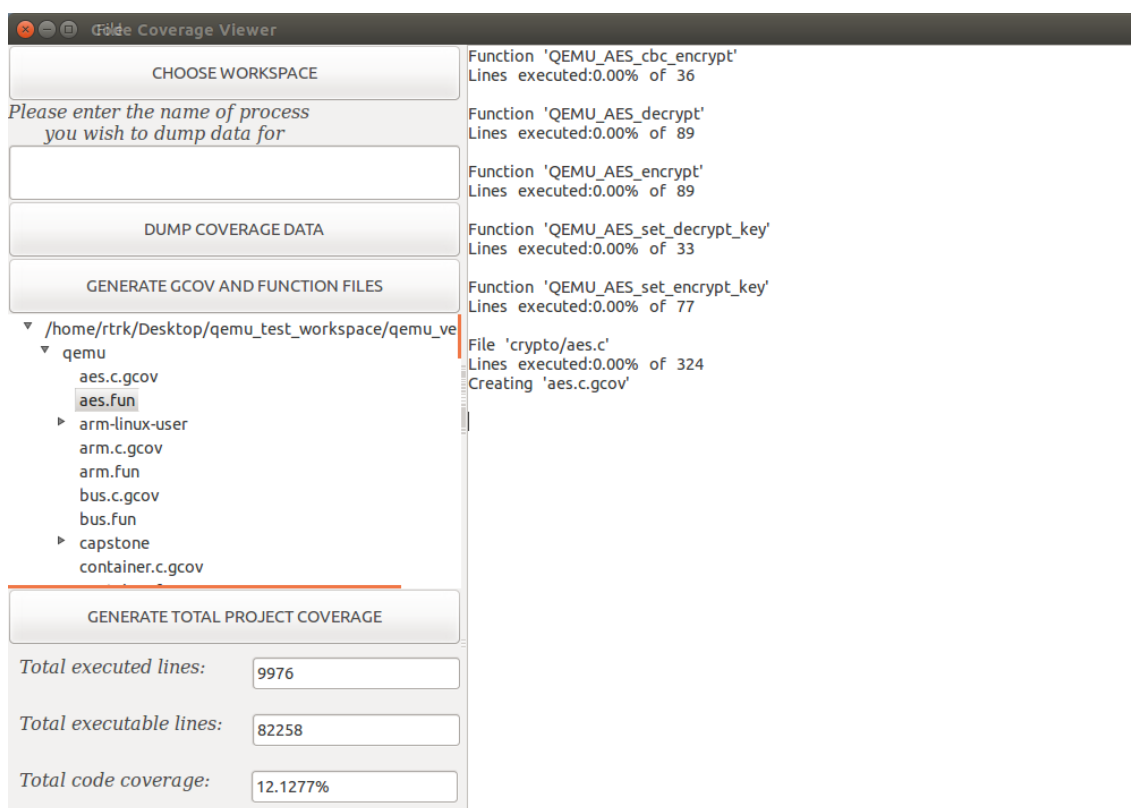 Code Coverage Viewer
CHOOSE WORKSPACE
Please enter the name of process
you wish to dump data for
DUMP COVERAGE DATA
GENERATE GCOV AND FUNCTION FILES
/home/rtrk/Desktop/qemu_test_workspace/qemu_ve
qemu
aes.c.gcov
aes.fun
arm-linux-user
arm.c.gcov
arm.fun
bus.c.gcov
bus.fun
capstone
container.c.gcov
GENERATE TOTAL PROJECT COVERAGE
Total executed lines:
9976
Total executable lines:
82258
Total code coverage:
12.1277%
Function 'QEMU_AES_cbc_encrypt'
Lines executed:0.00% of 36
Function 'QEMU_AES_decrypt'
Lines executed:0.00% of 89
Function 'QEMU_AES_encrypt'
Lines executed:0.00% of 89
Function 'QEMU_AES_set_decrypt_key'
Lines executed:0.00% of 33
Function 'QEMU_AES_set_encrypt_key'
Lines executed:0.00% of 77
File 'crypto/aes.c'
Lines executed:0.00% of 324
Creating 'aes.c.gcov'